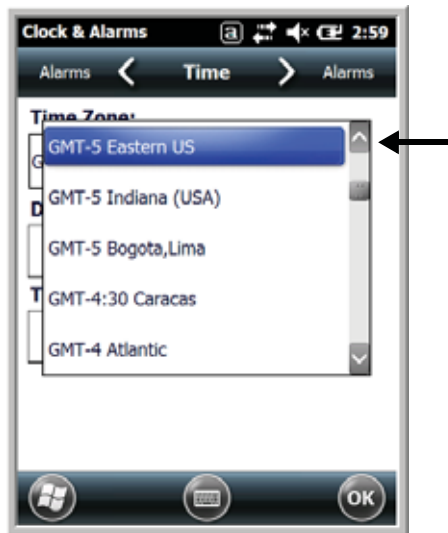 Clock & Alarms a 2:59
Alarms Time Alarms
Time Zone:
GMT-5 Eastern US
G
GMT-5 Indiana (USA)
D
GMT-5 Bogota,Lima
T
GMT-4:30 Caracas
GMT-4 Atlantic
OK